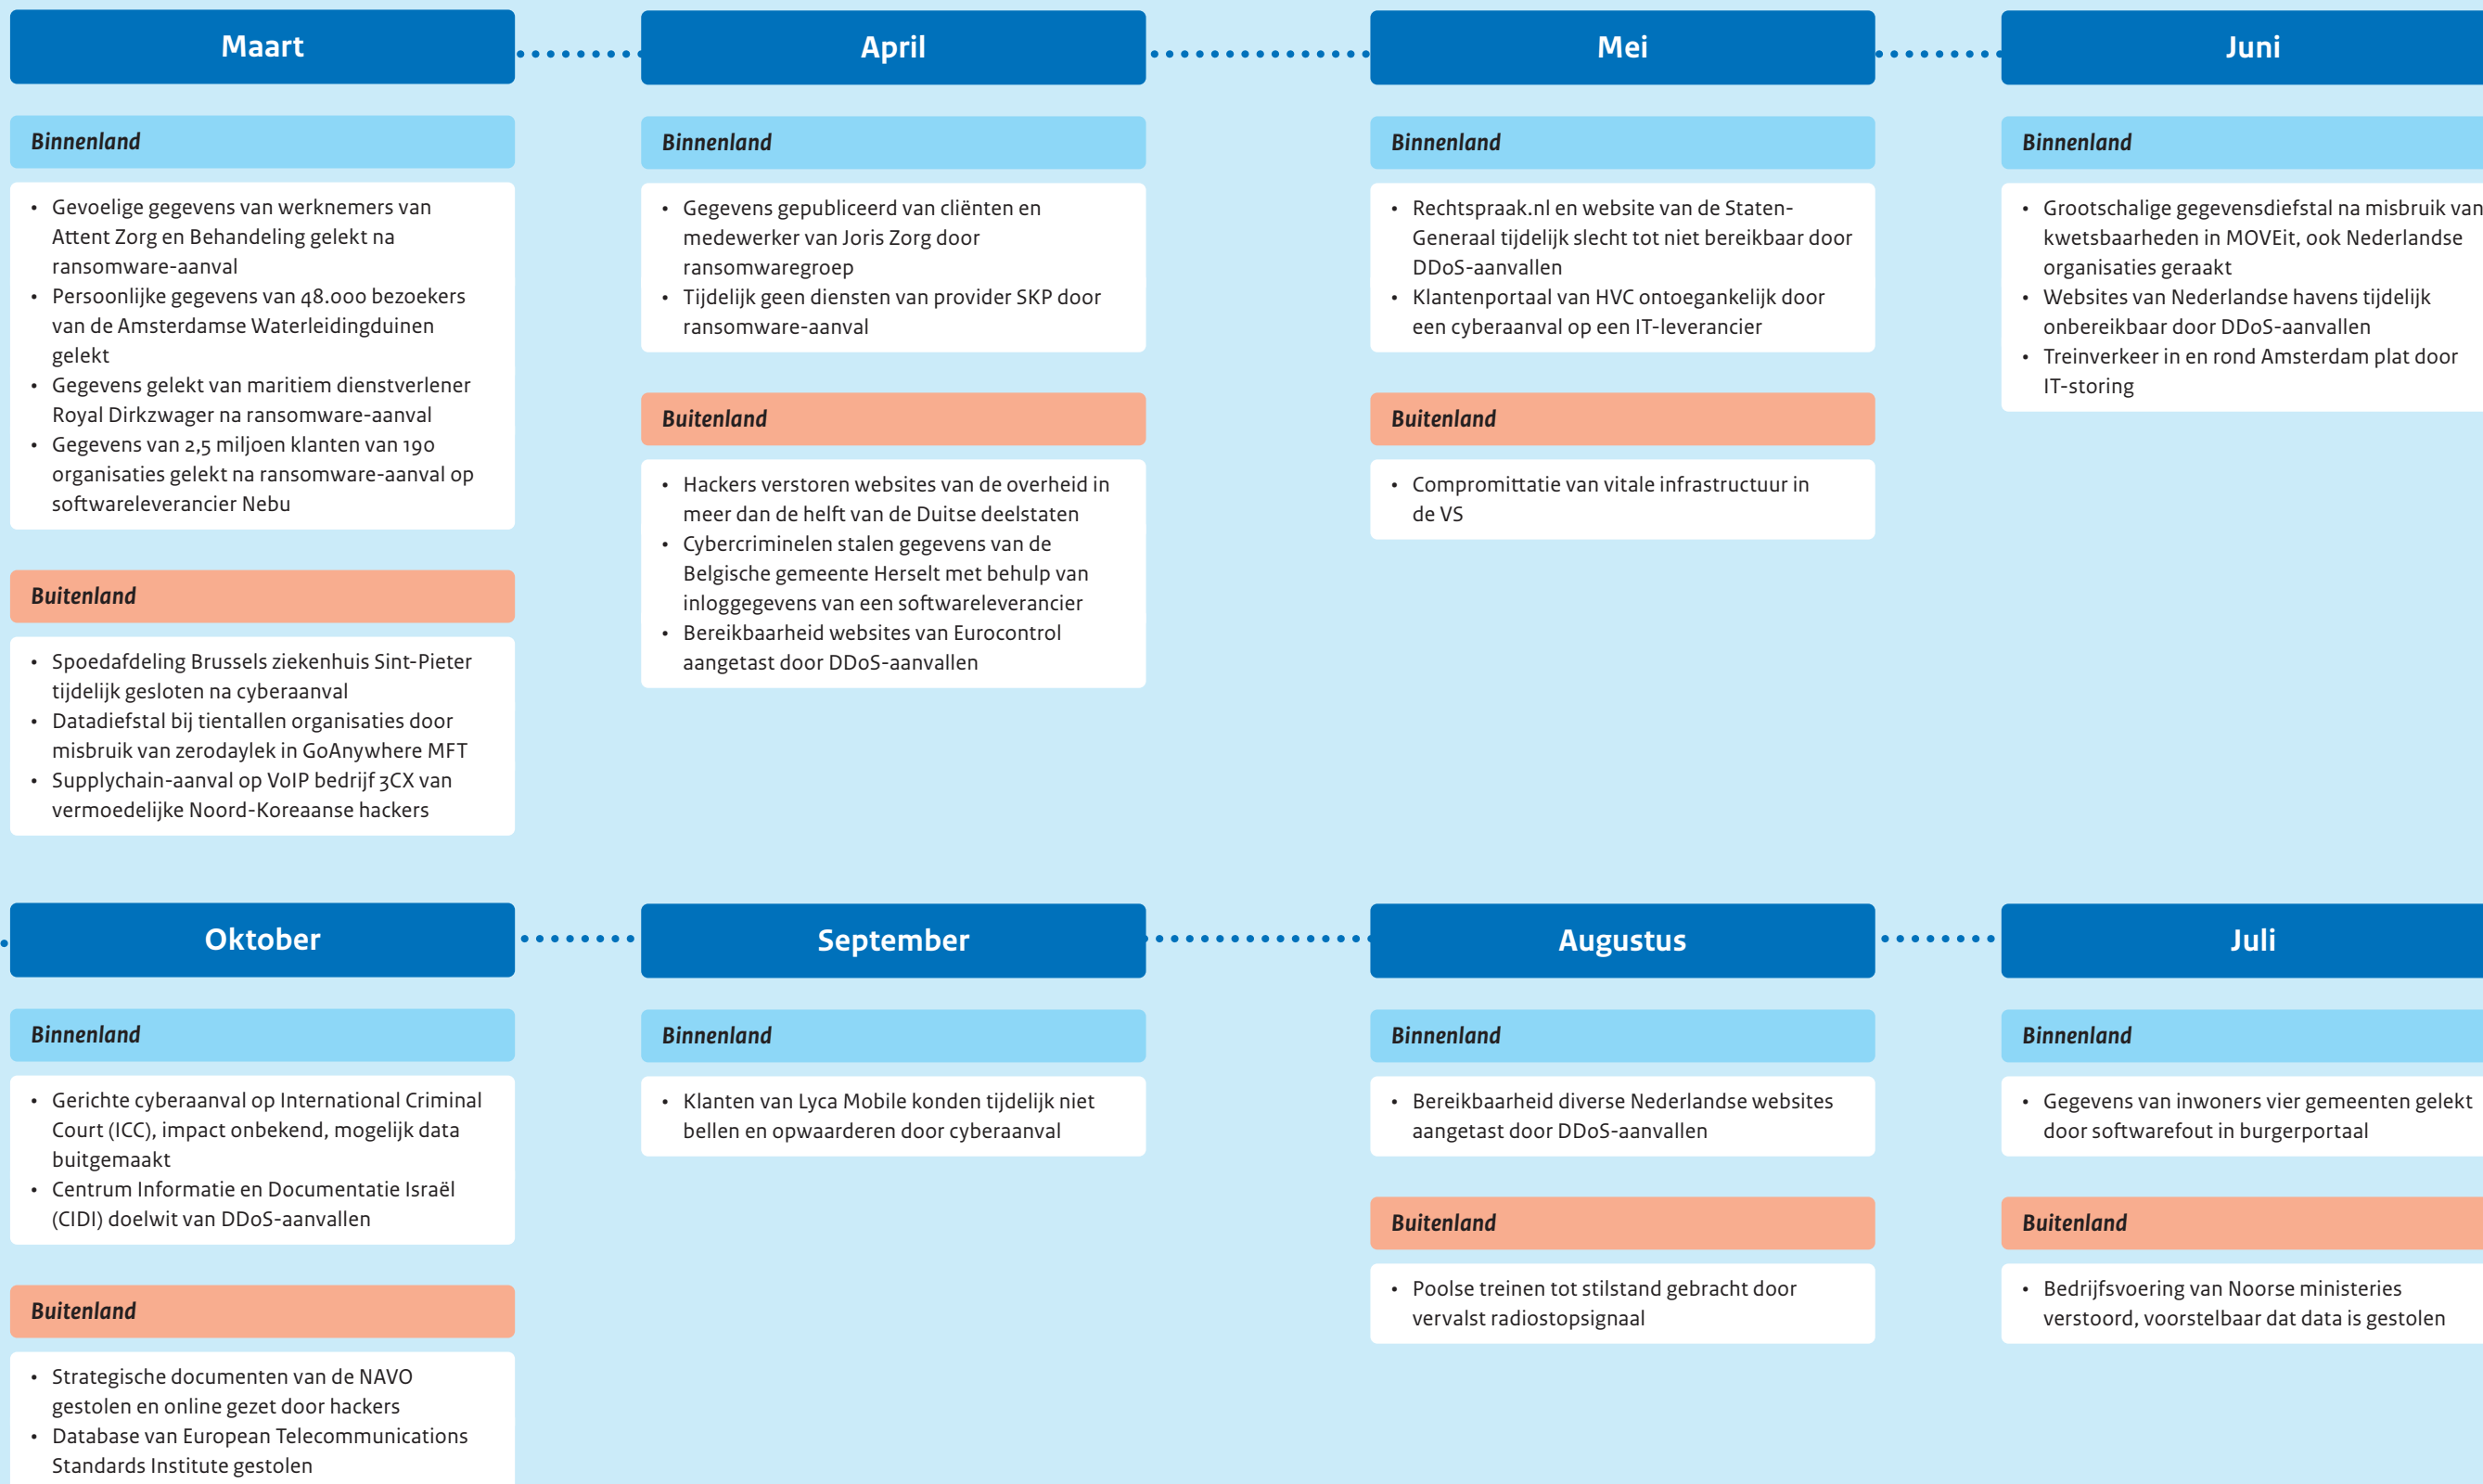 Maart
Binnenland
• Gevoelige gegevens van werknemers van
Attent Zorg en Behandeling gelekt na
ransomware-aanval
• Persoonlijke gegevens van 48.000 bezoekers
van de Amsterdamse Waterleidingduinen
gelekt
• Gegevens gelekt van maritiem dienstverlener
Royal Dirkzwager na ransomware-aanval
• Gegevens van 2,5 miljoen klanten van 190
organisaties gelekt na ransomware-aanval op
softwareleverancier Nebu
Buitenland
• Spoedafdeling Brussels ziekenhuis Sint-Pieter
tijdelijk gesloten na cyberaanval
• Datadiefstal bij tientallen organisaties door
misbruik van zerodaylek in GoAnywhere MFT
• Supplychain-aanval op VoIP bedrijf 3CX van
vermoedelijke Noord-Koreaanse hackers
April
Binnenland
• Gegevens gepubliceerd van cliënten en
medewerker van Joris Zorg door
ransomwaregroep
• Tijdelijk geen diensten van provider SKP door
ransomware-aanval
Buitenland
• Hackers verstoren websites van de overheid in
meer dan de helft van de Duitse deelstaten
• Cybercriminelen stalen gegevens van de
Belgische gemeente Herselt met behulp van
inloggegevens van een softwareleverancier
• Bereikbaarheid websites van Eurocontrol
aangetast door DDoS-aanvallen
Mei
Binnenland
• Rechtspraak.nl en website van de Staten-
Generaal tijdelijk slecht tot niet bereikbaar door
DDoS-aanvallen
• Klantenportaal van HVC ontoegankelijk door
een cyberaanval op een IT-leverancier
Buitenland
• Compromittatie van vitale infrastructuur in
de VS
Juni
Binnenland
• Grootschalige gegevensdiefstal na misbruik van
kwetsbaarheden in MOVEit, ook Nederlandse
organisaties geraakt
• Websites van Nederlandse havens tijdelijk
onbereikbaar door DDoS-aanvallen
• Treinverkeer in en rond Amsterdam plat door
IT-storing
Oktober
Binnenland
• Gerichte cyberaanval op International Criminal
Court (ICC), impact onbekend, mogelijk data
buitgemaakt
• Centrum Informatie en Documentatie Israël
(CIDI) doelwit van DDoS-aanvallen
Buitenland
• Strategische documenten van de NAVO
gestolen en online gezet door hackers
• Database van European Telecommunications
Standards Institute gestolen
September
Binnenland
• Klanten van Lyca Mobile konden tijdelijk niet
bellen en opwaarderen door cyberaanval
Augustus
Binnenland
• Bereikbaarheid diverse Nederlandse websites
aangetast door DDoS-aanvallen
Buitenland
• Poolse treinen tot stilstand gebracht door
vervalst radiostopsignaal
Juli
Binnenland
• Gegevens van inwoners vier gemeenten gelekt
door softwarefout in burgerportaal
Buitenland
• Bedrijfsvoering van Noorse ministeries
verstoord, voorstelbaar dat data is gestolen